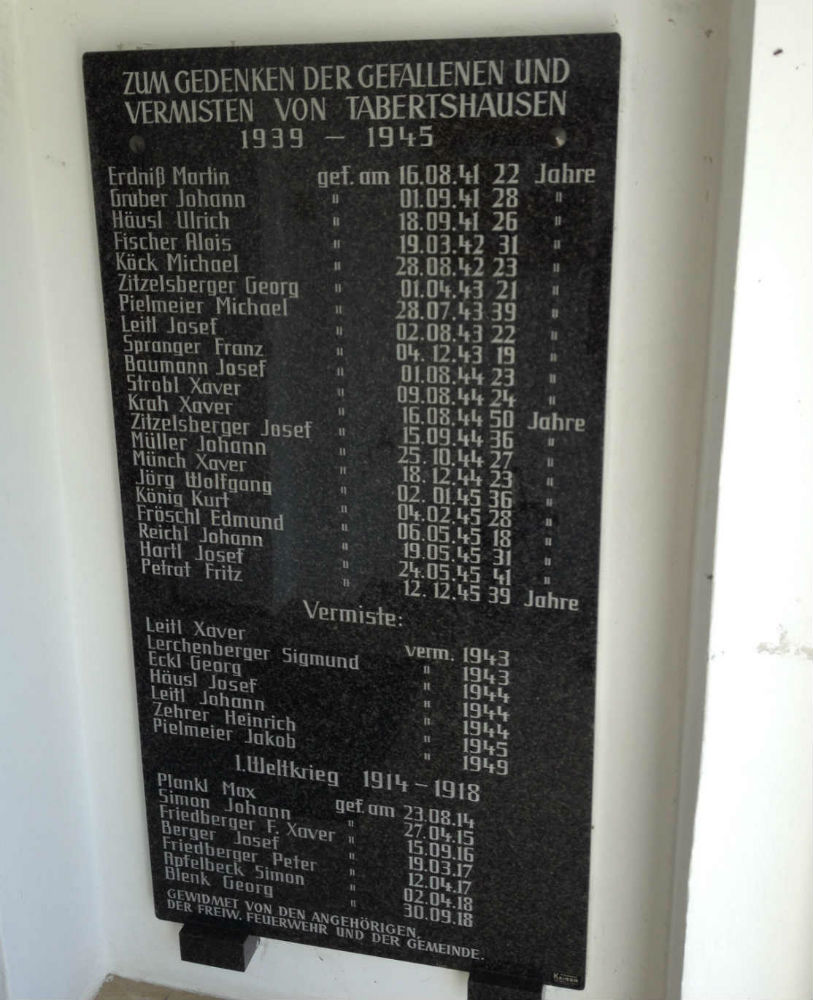 ZUM GEDENKEN DER GEFALLENEN UND
VERMISTEN VON TABERTSHAUSEN
1939 – 1945
Erdniß Martin gef. am 16.08.41 22 Jahre
Gruber Johann " 01.09.41 28 "
Häusl Ulrich " 18.09.41 26 "
Fischer Alois " 19.03.42 31 "
Köck Michael " 28.08.42 23 "
Zitzelsberger Georg " 01.04.43 21 "
Pielmeier Michael " 28.07.43 39 "
Leitl Josef " 02.08.43 22 "
Spranger Franz " 04.12.43 19 "
Baumann Josef " 01.08.44 23 "
Strobl Xaver " 09.08.44 24 "
Krah Xaver " 16.08.44 50 Jahre
Zitzelsberger Josef " 15.09.44 36 "
Müller Johann " 25.10.44 27 "
Münch Xaver " 18.12.44 23 "
Jörg Wolfgang " 02.01.45 36 "
König Kurt " 04.02.45 28 "
Fröschl Edmund " 06.05.45 18 "
Reichl Johann " 19.05.45 31 "
Hartl Josef " 24.05.45 41 "
Petrat Fritz " 12.12.45 39 Jahre
Vermiste:
Leitl Xaver verm. 1943
Lerchenberger Sigmund " 1943
Eckl Georg " 1944
Häusl Josef " 1944
Leitl Johann " 1944
Zehrer Heinrich " 1945
Pielmeier Jakob " 1949
1.Weltkrieg 1914 – 1918
Plankl Max gef. am 23.08.14
Simon Johann " 27.04.15
Friedberger F. Xaver " 15.09.16
Berger Josef " 19.03.17
Friedberger Peter " 12.04.17
Apfelbeck Simon " 02.04.18
Blenk Georg " 30.09.18
GEWIDMET VON DEN ANGEHÖRIGEN,
DER FREIW. FEUERWEHR UND DER GEMEINDE.